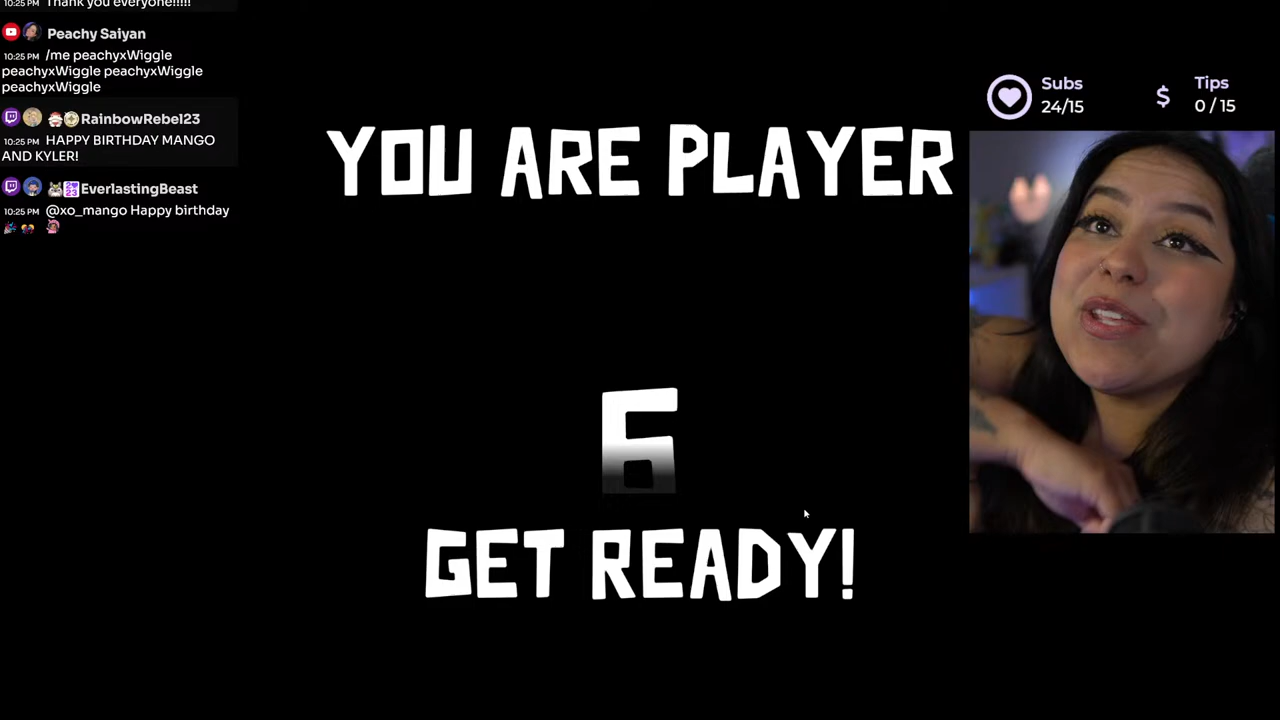 10:25 PM Thank you everyone!!!!!
Peachy Saiyan
10:25 PM /me peachyxWiggle
peachyxWiggle peachyxWiggle
peachyxWiggle
RainbowRebel23
10:25 PM HAPPY BIRTHDAY MANGO
AND KYLER!
EverlastingBeast
10:25 PM @xo_mango Happy birthday
YOU ARE PLAYER
6
GET READY!
Subs
24/15
$
Tips
0 / 15